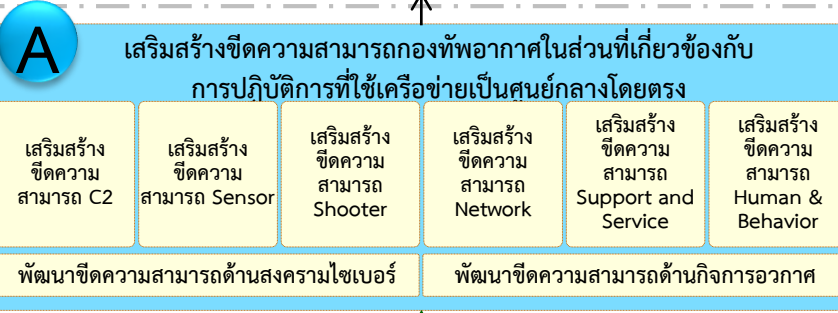 A
เสริมสร้างขีดความสามารถกองทัพอากาศในส่วนที่เกี่ยวข้องกับ
การปฏิบัติการที่ใช้เครือข่ายเป็นศูนย์กลางโดยตรง
เสริมสร้าง
ขีดความ
สามารถ C2
เสริมสร้าง
ขีดความ
สามารถ Sensor
เสริมสร้าง
ขีดความ
สามารถ
Shooter
เสริมสร้าง
ขีดความ
สามารถ
Network
เสริมสร้าง
ขีดความ
สามารถ
Support and
Service
เสริมสร้าง
ขีดความ
สามารถ
Human &
Behavior
พัฒนาขีดความสามารถด้านสงครามไซเบอร์
พัฒนาขีดความสามารถด้านกิจการอวกาศ